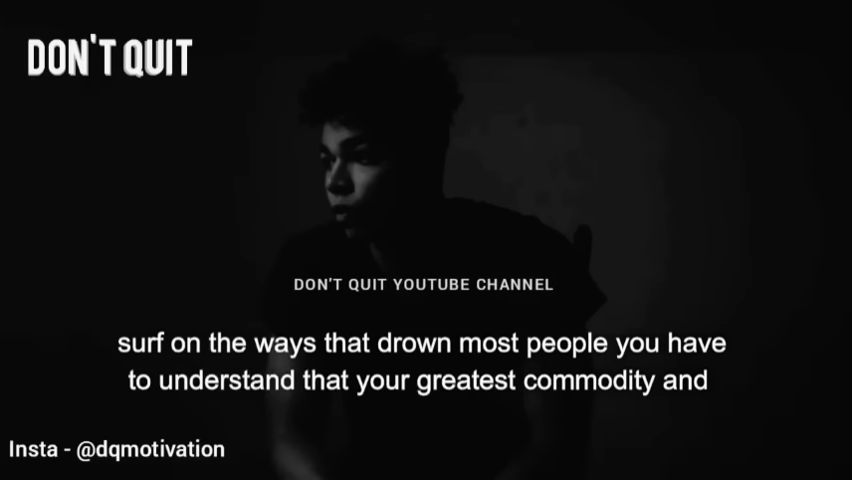 DON'T QUIT
DON'T QUIT YOUTUBE CHANNEL
surf on the ways that drown most people you have
to understand that your greatest commodity and
Insta - @dqmotivation